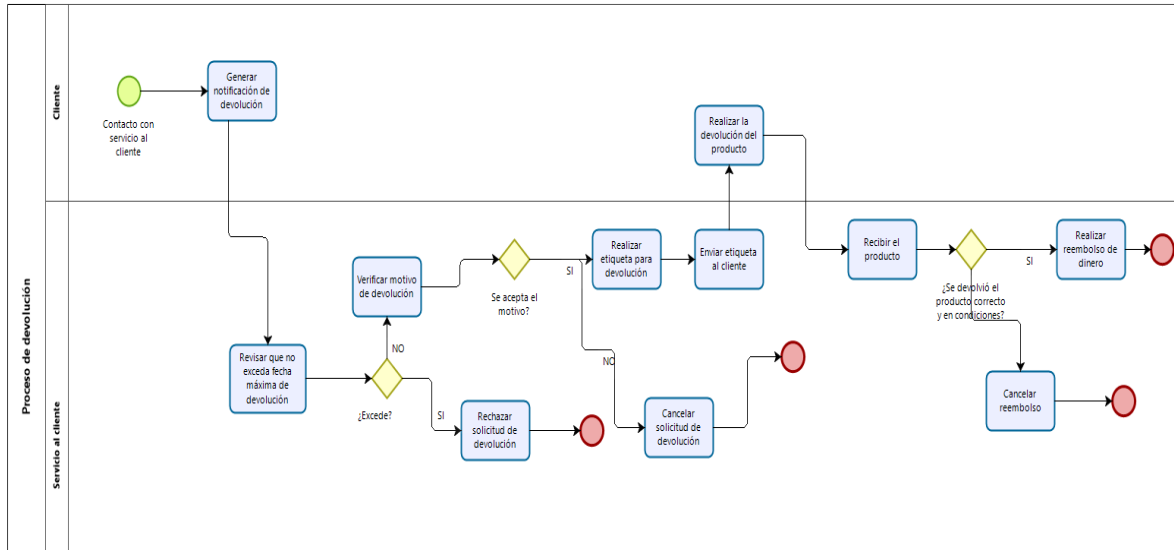 Proceso de devolución
Cliente
Contacto con
servicio al
cliente
Generar
notificación de
devolución
Realizar la
devolución del
producto
Servicio al cliente
Revisar que no
exceda fecha
máxima de
devolución
¿Excede?
NO
SI
Verificar motivo
de devolución
Rechazar
solicitud de
devolución
Se acepta el
motivo?
SI
NO
Realizar
etiqueta para
devolución
Enviar etiqueta
al cliente
Cancelar
solicitud de
devolución
Recibir el
producto
¿Se devolvió el
producto correcto
y en condiciones?
SI
Realizar
reembolso de
dinero
Cancelar
reembolso